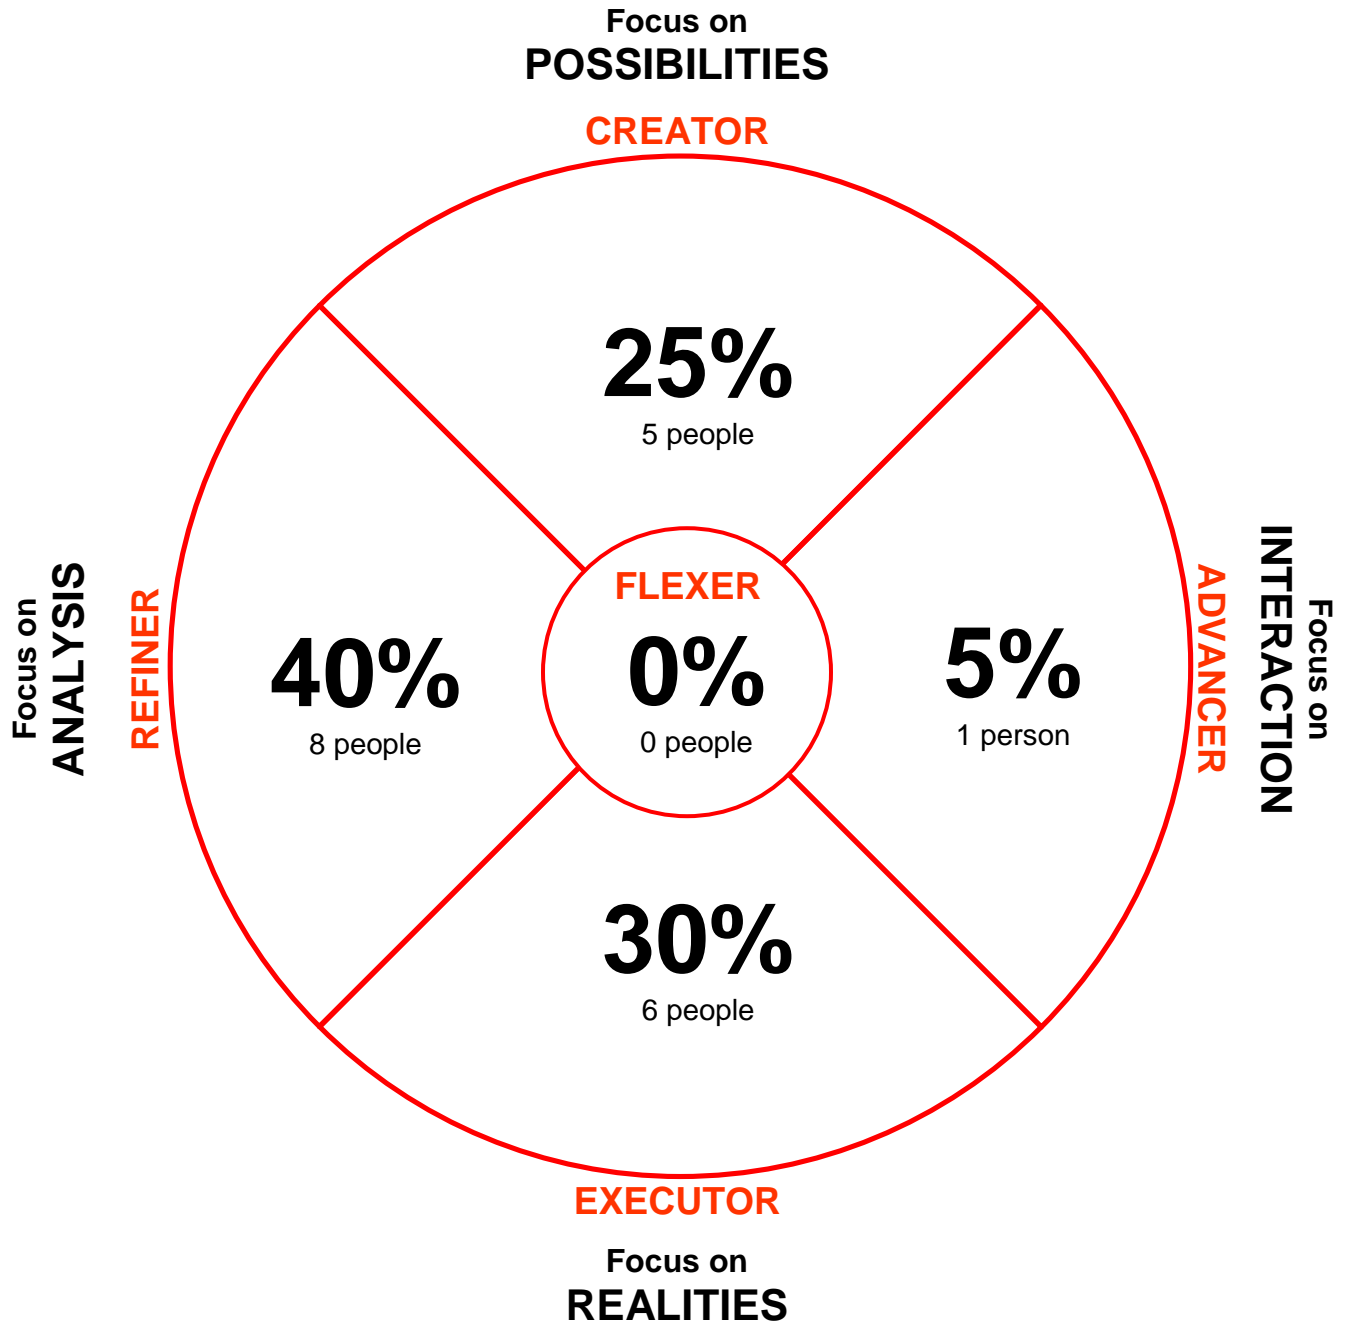 Focus on
POSSIBILITIES
CREATOR
25%
5 people
Focus on
ANALYSIS
REFINER
40%
8 people
FLEXER
0%
0 people
5%
1 person
ADVANCER
Focus on
INTERACTION
30%
6 people
EXECUTOR
Focus on
REALITIES